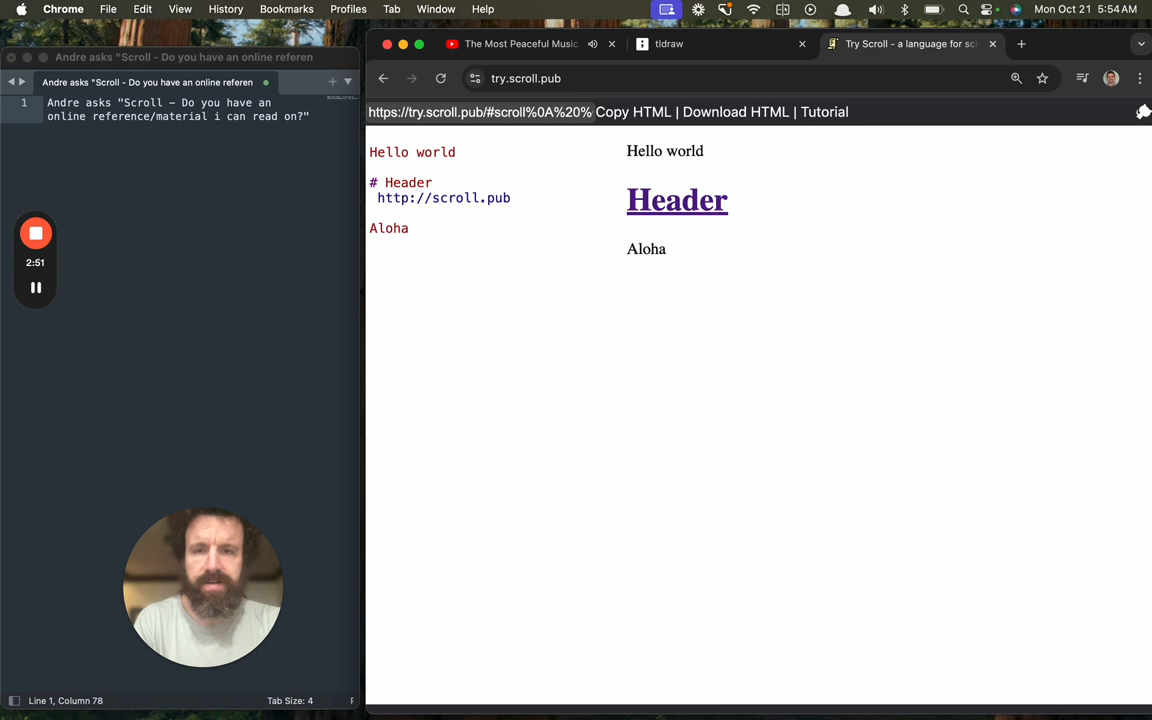 Chrome File Edit View History Bookmarks Profiles Tab Window Help Mon Oct 21 5:54 AM
Andre asks "Scroll - Do you have an online referen
Andre asks "Scroll - Do you have an online referen
1 Andre asks "Scroll – Do you have an
online reference/material i can read on?"
2:51
Line 1, Column 78 Tab Size: 4
The Most Peaceful Music
tldraw
Try Scroll - a language for sci
try.scroll.pub
https://try.scroll.pub/#scroll%0A%20% Copy HTML | Download HTML | Tutorial
Hello world
# Header
http://scroll.pub
Aloha
Hello world
Header
Aloha